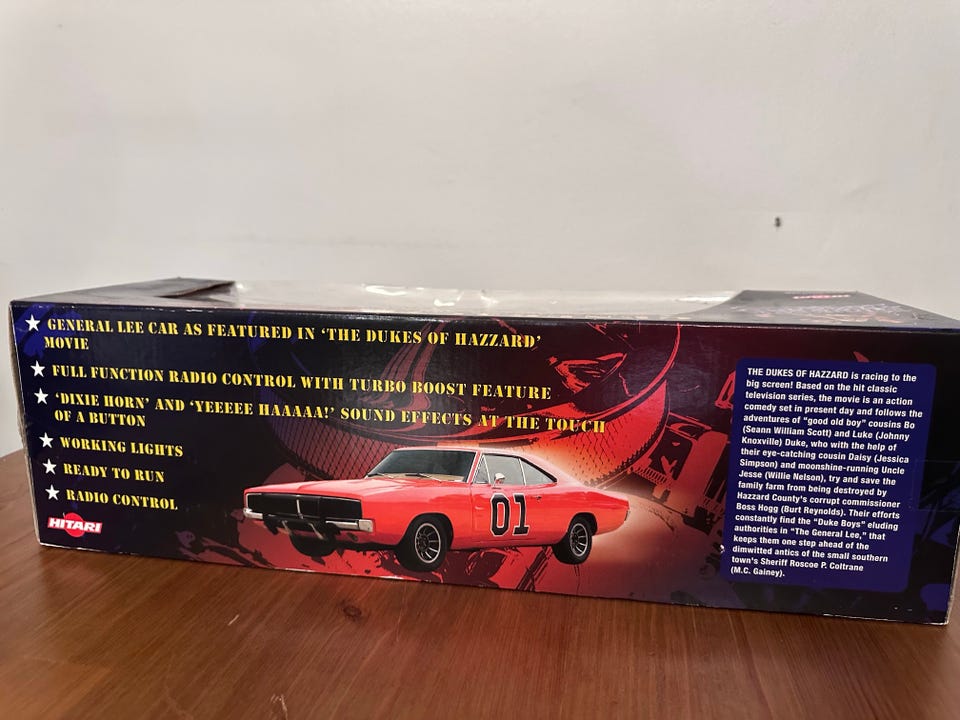 GENERAL LEE CAR AS FEATURED IN ‘THE DUKES OF HAZZARD’
MOVIE
FULL FUNCTION RADIO CONTROL WITH TURBO BOOST FEATURE
‘DIXIE HORN’ AND ‘YEEEEE HAAAAA!’ SOUND EFFECTS AT THE TOUCH
OF A BUTTON
WORKING LIGHTS
READY TO RUN
RADIO CONTROL
HITARI
01
THE DUKES OF HAZZARD is racing to the
big screen! Based on the hit classic
television series, the movie is an action
comedy set in present day and follows the
adventures of “good old boy” cousins Bo
(Seann William Scott) and Luke (Johnny
Knoxville) Duke, who with the help of
their eye-catching cousin Daisy (Jessica
Simpson) and moonshine-running Uncle
Jesse (Willie Nelson), try and save the
family farm from being destroyed by
Hazzard County's corrupt commissioner
Boss Hogg (Burt Reynolds). Their efforts
constantly find the “Duke Boys” eluding
authorities in “The General Lee,” that
keeps them one step ahead of the
dimwitted antics of the small southern
town's Sheriff Roscoe P. Coltrane
(M.C. Gainey).